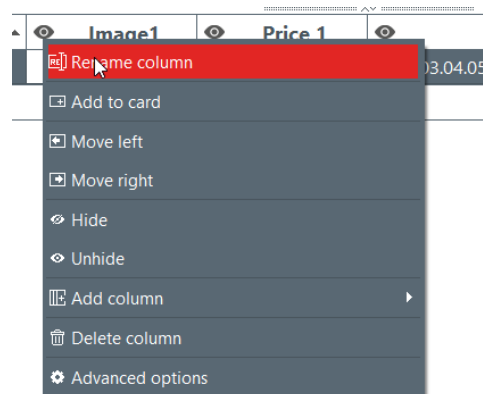 Image1 Price 1
Rename column
03.04.05
Add to card
Move left
Move right
Hide
Unhide
Add column
Delete column
Advanced options